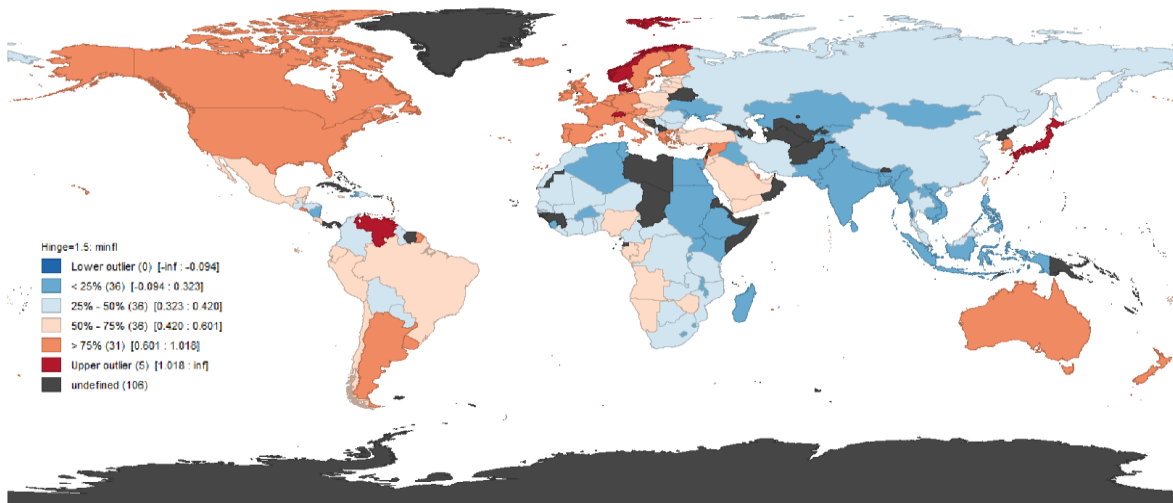 Hinge=1.5: minfl
Lower outlier (0) [-inf : -0.094]
< 25% (36) [-0.094 : 0.323]
25% - 50% (36) [0.323 : 0.420]
50% - 75% (36) [0.420 : 0.601]
> 75% (31) [0.601 : 1.018]
Upper outlier (5) [1.018 : inf]
undefined (106)